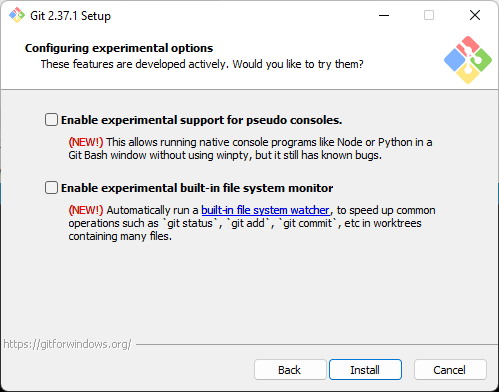 Git 2.37.1 Setup
Configuring experimental options
These features are developed actively. Would you like to try them?
Enable experimental support for pseudo consoles.
(NEW!) This allows running native console programs like Node or Python in a
Git Bash window without using winpty, but it still has known bugs.
Enable experimental built-in file system monitor
(NEW!) Automatically run a built-in file system watcher, to speed up common
operations such as `git status`, `git add`, `git commit`, etc in worktrees
containing many files.
https://gitforwindows.org/
Back
Install
Cancel